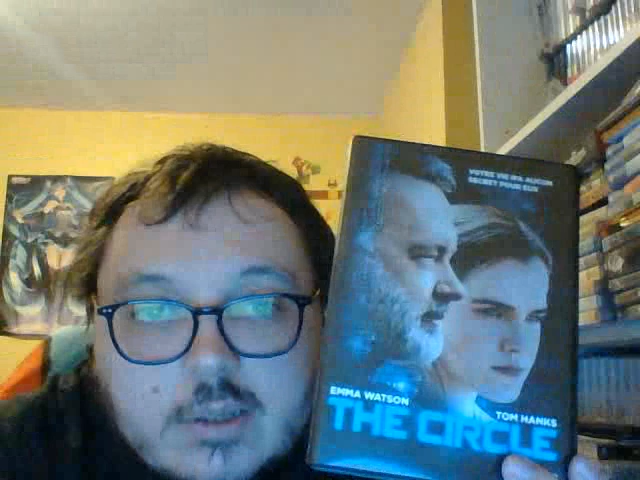 VOTRE VIE N'A AUCUN
SECRET POUR EUX
EMMA WATSON
TOM HANKS
THE CIRCLE